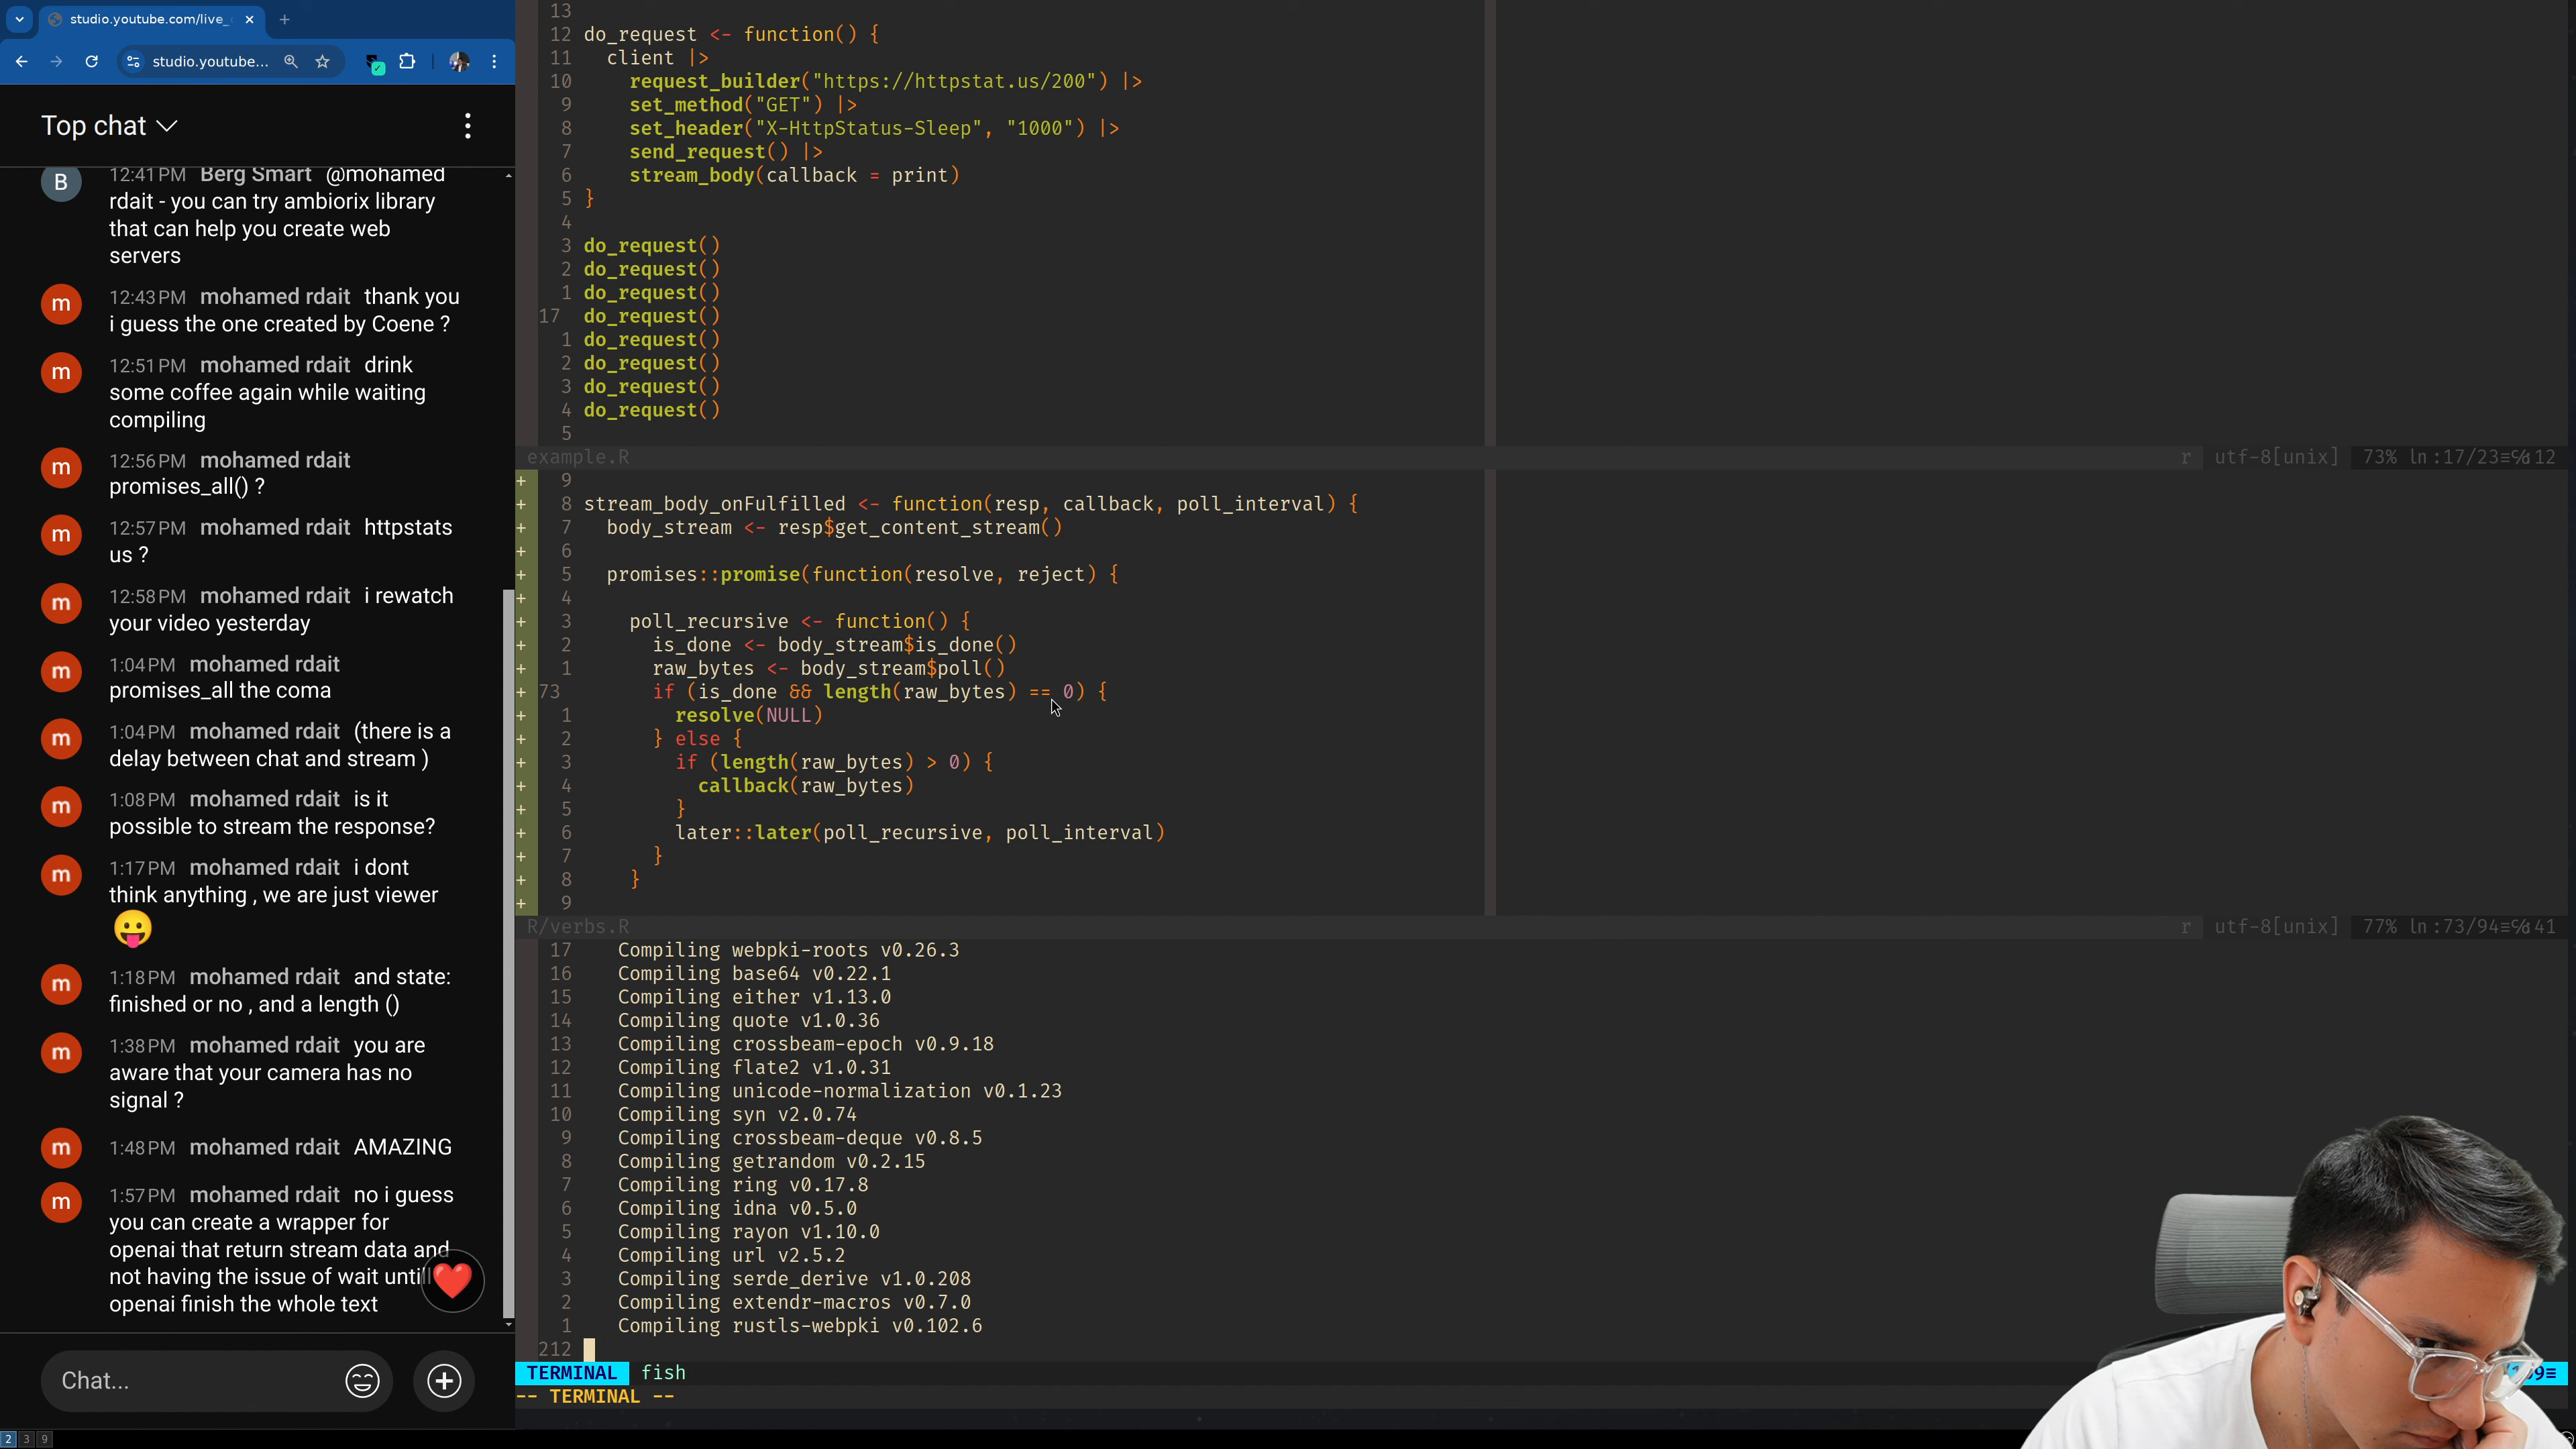 studio.youtube.com/live_
studio.youtube...
Top chat
B
12:41 PM Berg Smart @mohamed
rdait - you can try ambiorix library
that can help you create web
servers
m
12:43 PM mohamed rdait thank you
i guess the one created by Coene ?
m
12:51 PM mohamed rdait drink
some coffee again while waiting
compiling
m
12:56 PM mohamed rdait
promises_all() ?
m
12:57 PM mohamed rdait httpstats
us ?
m
12:58 PM mohamed rdait i rewatch
your video yesterday
m
1:04 PM mohamed rdait
promises_all the coma
m
1:04 PM mohamed rdait (there is a
delay between chat and stream )
m
1:08 PM mohamed rdait is it
possible to stream the response?
m
1:17 PM mohamed rdait i dont
think anything , we are just viewer
😛
m
1:18 PM mohamed rdait and state:
finished or no , and a length ()
m
1:38 PM mohamed rdait you are
aware that your camera has no
signal ?
m
1:48 PM mohamed rdait AMAZING
m
1:57 PM mohamed rdait no i guess
you can create a wrapper for
openai that return stream data and
not having the issue of wait untill
openai finish the whole text
Chat...
2 3 9
13
12 do_request <- function() {
11 client |>
10 request_builder("https://httpstat.us/200") |>
9 set_method("GET") |>
8 set_header("X-HttpStatus-Sleep", "1000") |>
7 send_request() |>
6 stream_body(callback = print)
5 }
4
3 do_request()
2 do_request()
1 do_request()
17 do_request()
1 do_request()
2 do_request()
3 do_request()
4 do_request()
5
example.R r utf-8[unix] 73% ln:17/23
+ 9
+ 8 stream_body_onFulfilled <- function(resp, callback, poll_interval) {
+ 7 body_stream <- resp$get_content_stream()
+ 6
+ 5 promises::promise(function(resolve, reject) {
+ 4
+ 3 poll_recursive <- function() {
+ 2 is_done <- body_stream$is_done()
+ 1 raw_bytes <- body_stream$poll()
+ 73 if (is_done && length(raw_bytes) == 0) {
+ 1 resolve(NULL)
+ 2 } else {
+ 3 if (length(raw_bytes) > 0) {
+ 4 callback(raw_bytes)
+ 5 }
+ 6 later::later(poll_recursive, poll_interval)
+ 7 }
+ 8 }
+ 9
R/verbs.R r utf-8[unix] 77% ln:73/94
17 Compiling webpki-roots v0.26.3
16 Compiling base64 v0.22.1
15 Compiling either v1.13.0
14 Compiling quote v1.0.36
13 Compiling crossbeam-epoch v0.9.18
12 Compiling flate2 v1.0.31
11 Compiling unicode-normalization v0.1.23
10 Compiling syn v2.0.74
9 Compiling crossbeam-deque v0.8.5
8 Compiling getrandom v0.2.15
7 Compiling ring v0.17.8
6 Compiling idna v0.5.0
5 Compiling rayon v1.10.0
4 Compiling url v2.5.2
3 Compiling serde_derive v1.0.208
2 Compiling extendr-macros v0.7.0
1 Compiling rustls-webpki v0.102.6
212
TERMINAL fish
-- TERMINAL --